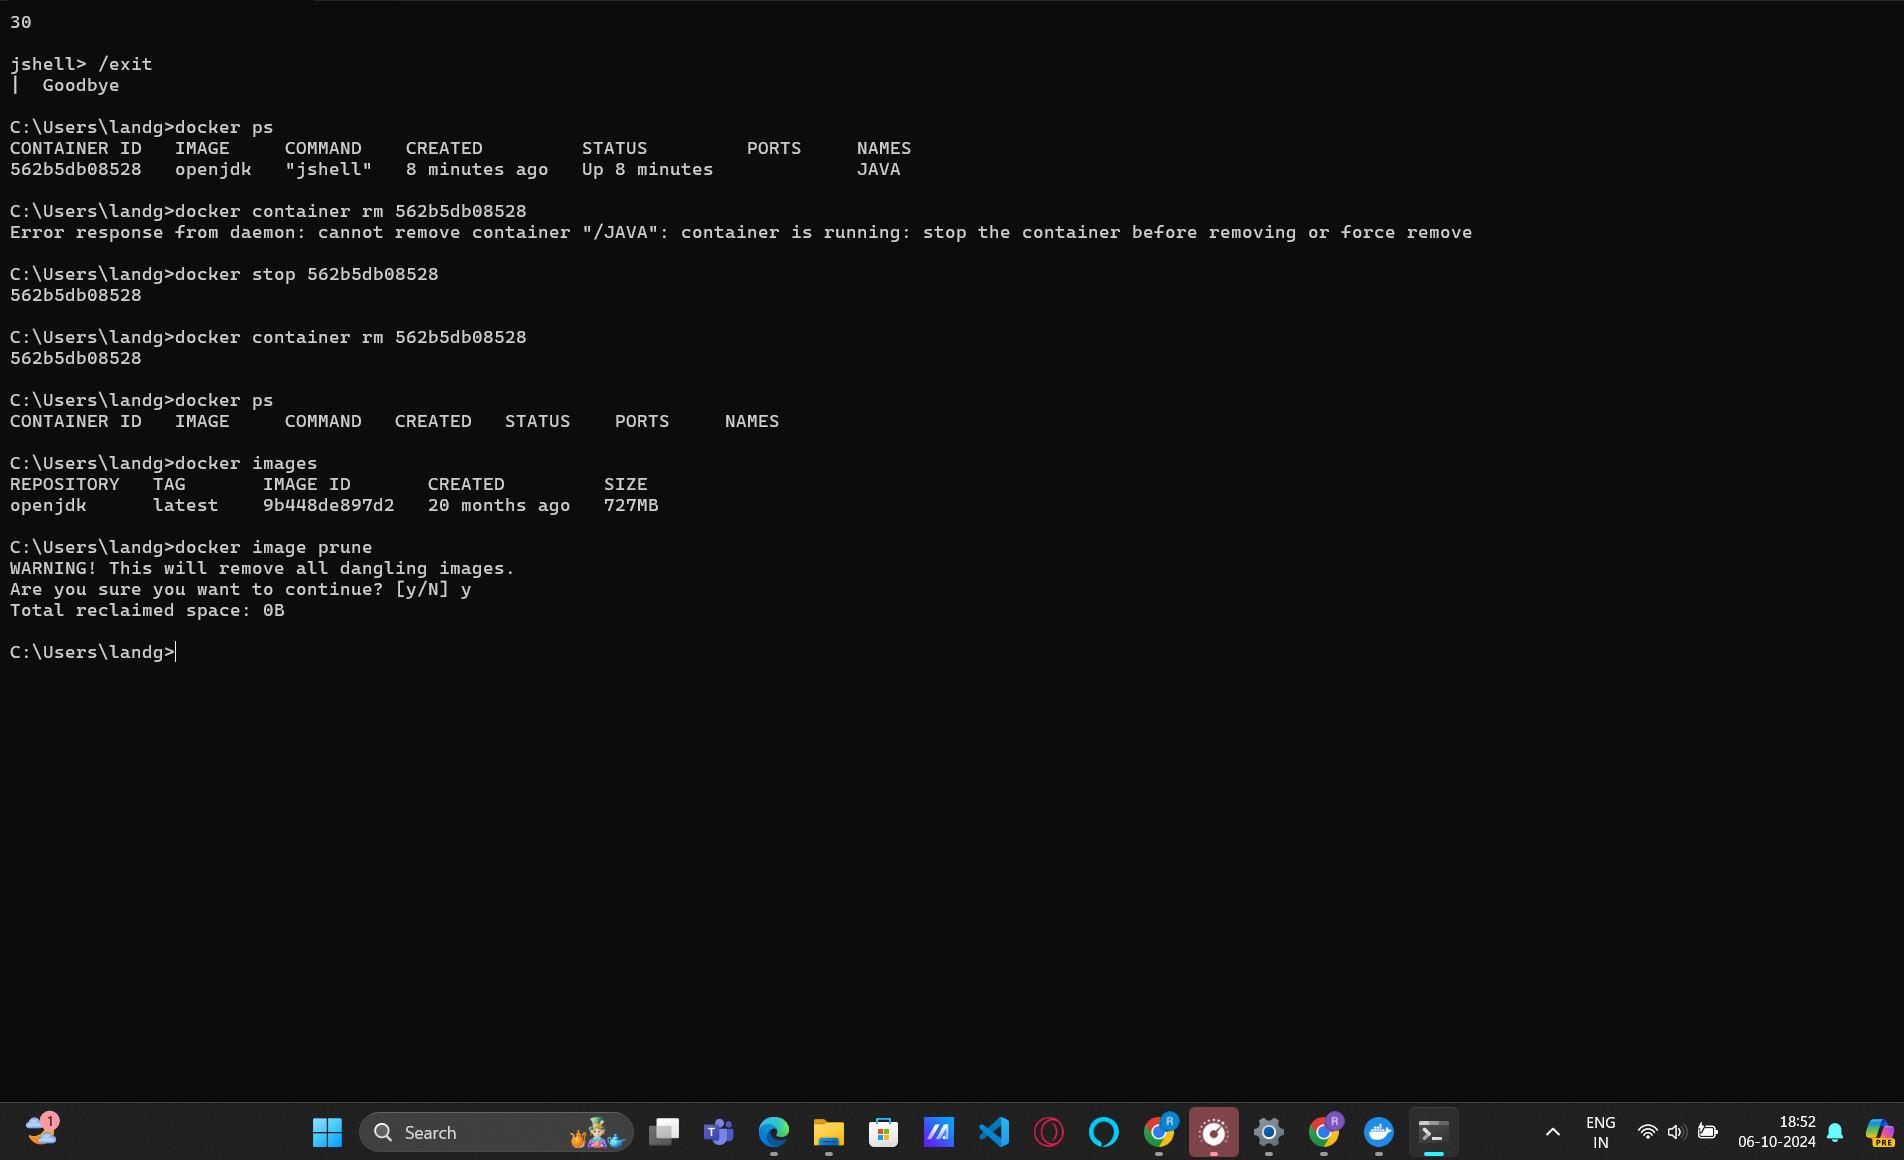 30
jshell> /exit
|  Goodbye
C:\Users\landg>docker ps
CONTAINER ID   IMAGE     COMMAND    CREATED         STATUS         PORTS     NAMES
562b5db08528   openjdk   "jshell"   8 minutes ago   Up 8 minutes             JAVA
C:\Users\landg>docker container rm 562b5db08528
Error response from daemon: cannot remove container "/JAVA": container is running: stop the container before removing or force remove
C:\Users\landg>docker stop 562b5db08528
562b5db08528
C:\Users\landg>docker container rm 562b5db08528
562b5db08528
C:\Users\landg>docker ps
CONTAINER ID   IMAGE     COMMAND   CREATED   STATUS    PORTS     NAMES
C:\Users\landg>docker images
REPOSITORY   TAG       IMAGE ID       CREATED         SIZE
openjdk      latest    9b448de897d2   20 months ago   727MB
C:\Users\landg>docker image prune
WARNING! This will remove all dangling images.
Are you sure you want to continue? [y/N] y
Total reclaimed space: 0B
C:\Users\landg>
1
Search
T
R
R
ENG
IN
18:52
06-10-2024
PRE